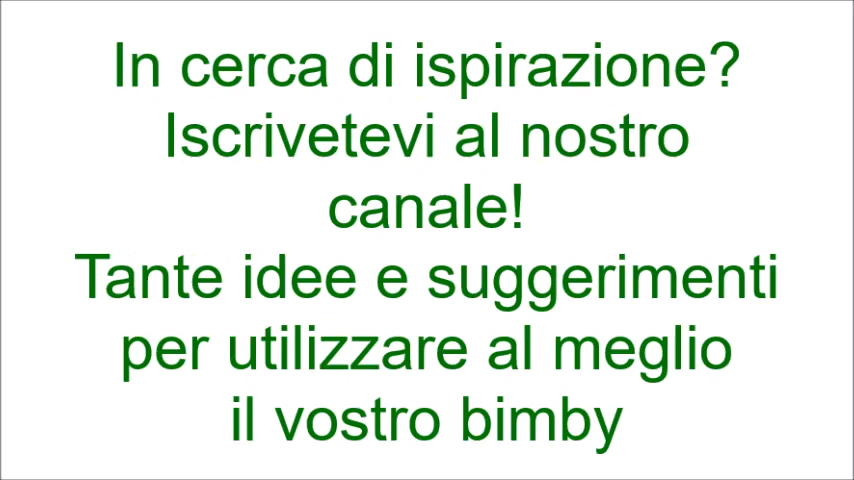 In cerca di ispirazione?
Iscrivetevi al nostro
canale!
Tante idee e suggerimenti
per utilizzare al meglio
il vostro bimby